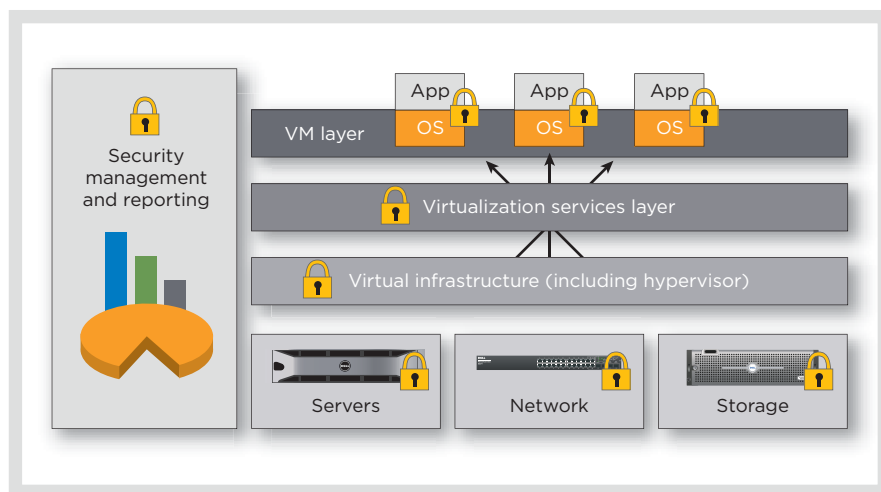 Security
management
and reporting
App
App
App
VM layer
OS
OS
OS
Virtualization services layer
Virtual infrastructure (including hypervisor)
Servers
Network
Storage